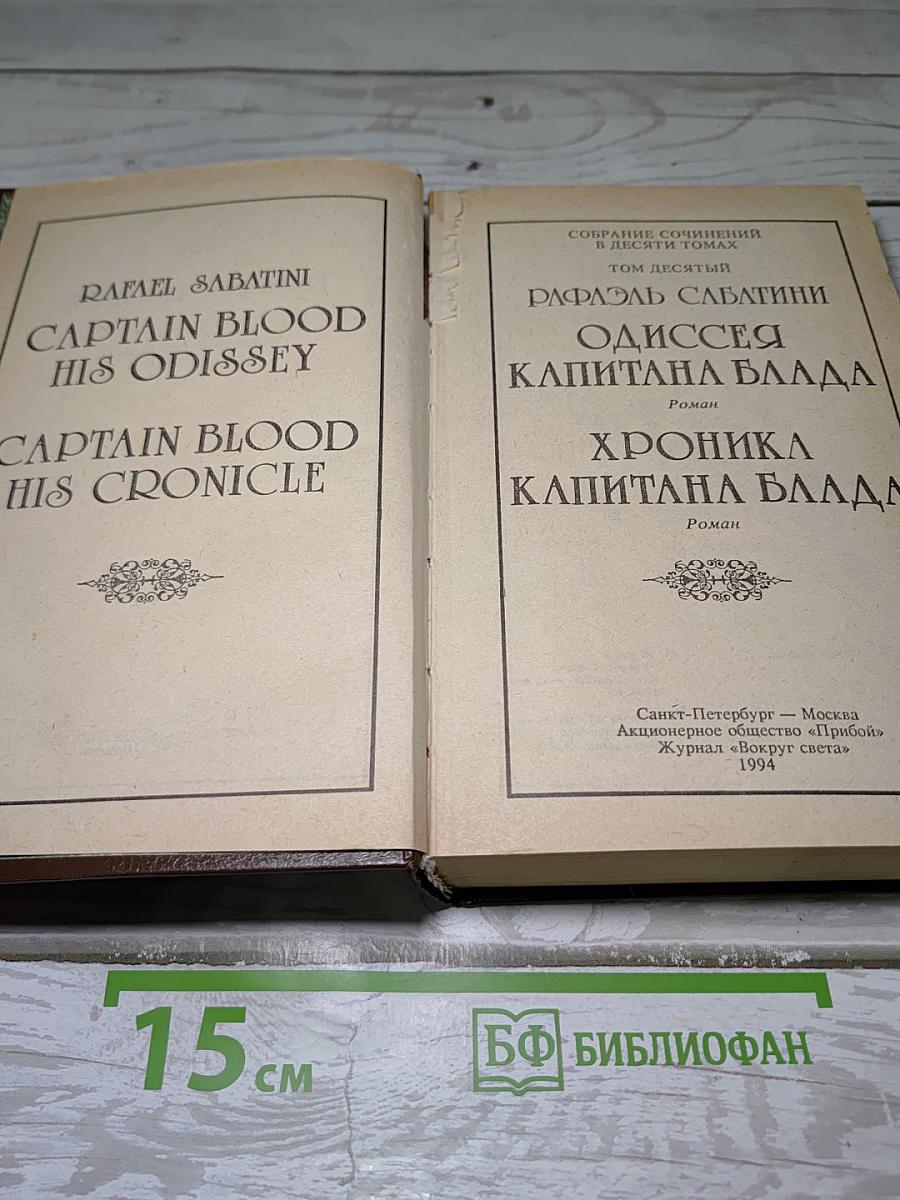 RAFAEL SABATINI
CAPTAIN BLOOD
HIS ODISSEY
CAPTAIN BLOOD
HIS CRONICLE
СОБРАНИЕ СОЧИНЕНИЙ
В ДЕСЯТИ ТОМАХ
ТОМ ДЕСЯТЫЙ
РАФАЭЛЬ САБАТИНИ
ОДИССЕЯ
КАПИТАНА БЛАДА
Роман
ХРОНИКА
КАПИТАНА БЛАДА
Роман
Санкт-Петербург — Москва
Акционерное общество «Прибой»
Журнал «Вокруг света»
1994
15 см
БФ БИБЛИОФАН